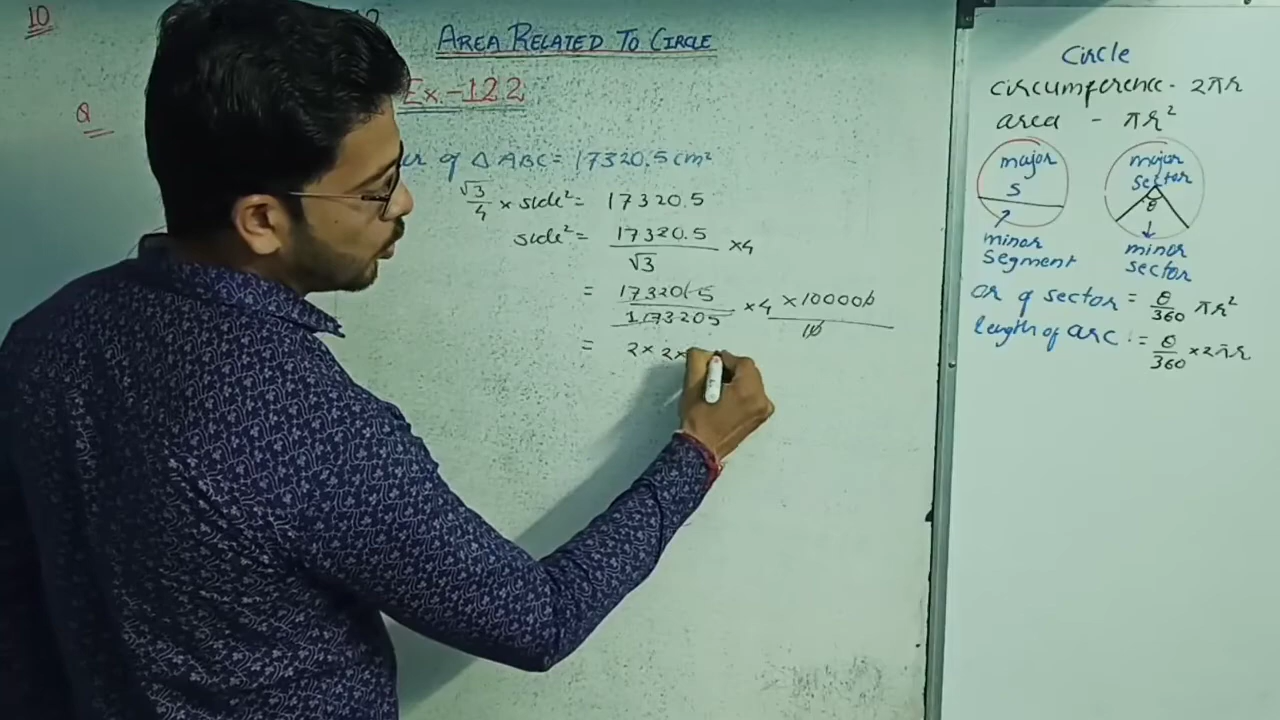 10
12
AREA RELATED TO CIRCLE
Ex.-12.2
Q
ar of △ ABC = 17320.5 cm²
√3/4 × side² = 17320.5
side² = 17320.5/√3 × 4
= 17320.5/1.73205 × 4 × 100000/10
= 2× 2×
Circle
circumference - 2πr
area - πr²
major
S
minor
segment
major
sector
θ
minor
sector
ar of sector = θ/360 πr²
length of arc := θ/360 × 2πr